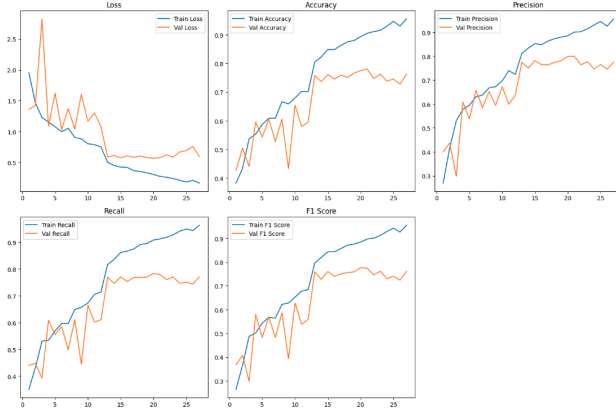 Loss
Train Loss
Val Loss
2.5
2.0
1.5
1.0
0.5
0 5 10 15 20 25
Accuracy
Train Accuracy
Val Accuracy
0.9
0.8
0.7
0.6
0.5
0.4
0 5 10 15 20 25
Precision
Train Precision
Val Precision
0.9
0.8
0.7
0.6
0.5
0.4
0.3
0 5 10 15 20 25
Recall
Train Recall
Val Recall
0.9
0.8
0.7
0.6
0.5
0.4
0 5 10 15 20 25
F1 Score
Train F1 Score
Val F1 Score
0.9
0.8
0.7
0.6
0.5
0.4
0.3
0 5 10 15 20 25